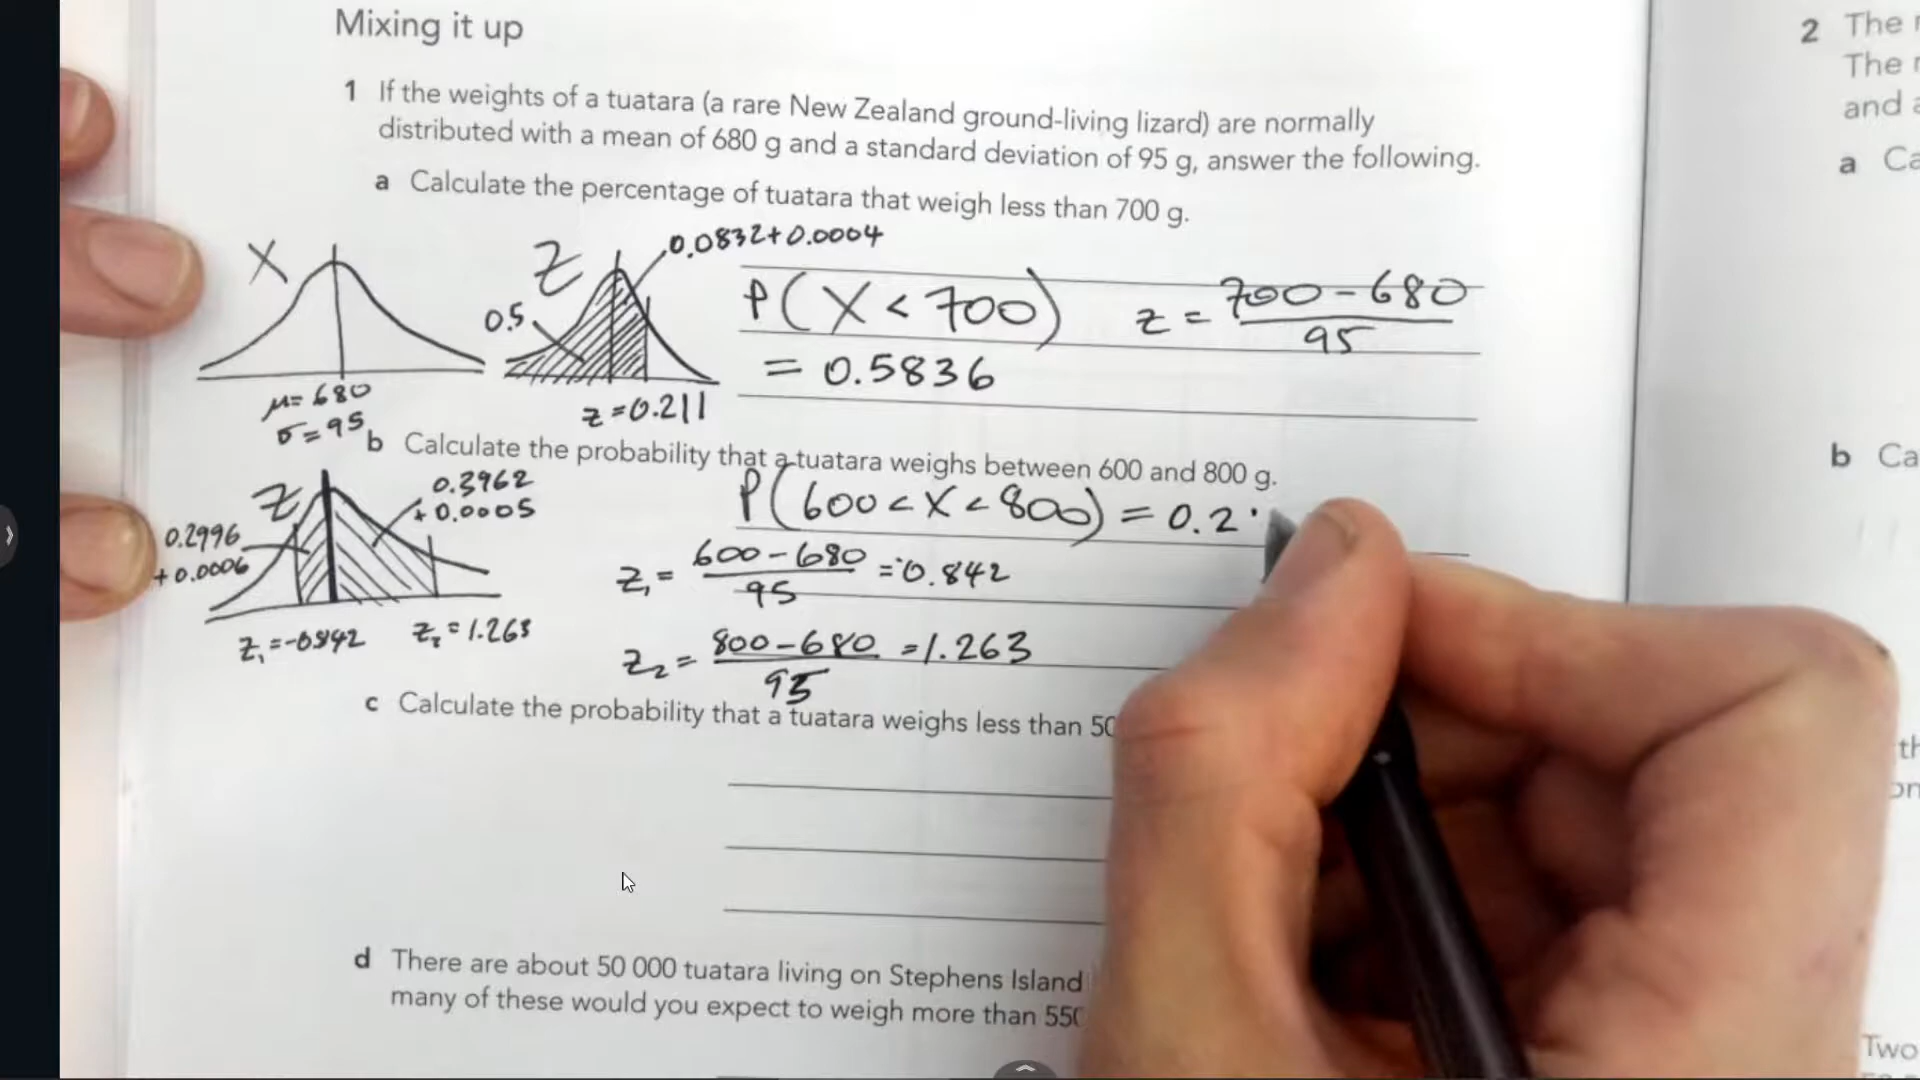 Mixing it up
1 If the weights of a tuatara (a rare New Zealand ground-living lizard) are normally
distributed with a mean of 680 g and a standard deviation of 95 g, answer the following.
a Calculate the percentage of tuatara that weigh less than 700 g.
X
μ=680
σ=95
Z
0.0832+0.0004
0.5
z=0.211
P(X<700)
z=700-680
95
= 0.5836
b Calculate the probability that a tuatara weighs between 600 and 800 g.
Z
0.3962
+0.0005
0.2996
+0.0006
z₁=-0.842
z₂=1.263
P(600<X<800)=0.2
z₁=600-680
95
=-0.842
z₂=800-680
95
=1.263
c Calculate the probability that a tuatara weighs less than 50
d There are about 50 000 tuatara living on Stephens Island
many of these would you expect to weigh more than 550
2 The
The
and
a Ca
b Ca
th
on
Two